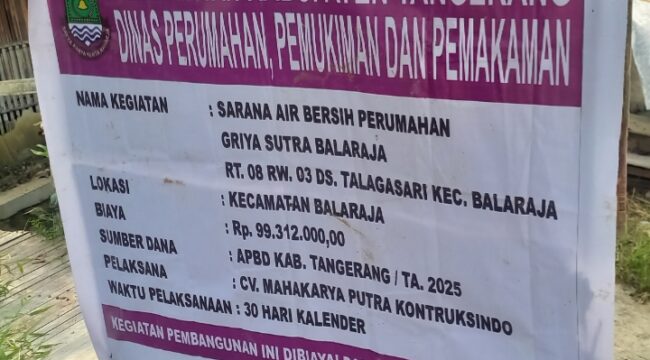 KABUPATEN TANGERANG
DINAS PERUMAHAN, PEMUKIMAN DAN PEMAKAMAN
NAMA KEGIATAN : SARANA AIR BERSIH PERUMAHAN
GRIYA SUTRA BALARAJA
RT. 08 RW. 03 DS. TALAGASARI KEC. BALARAJA
LOKASI : KECAMATAN BALARAJA
BIAYA : Rp. 99.312.000,00
SUMBER DANA : APBD KAB. TANGERANG / TA. 2025
PELAKSANA : CV. MAHAKARYA PUTRA KONTRUKSINDO
WAKTU PELAKSANAAN : 30 HARI KALENDER
KEGIATAN PEMBANGUNAN INI DIBIAYAI